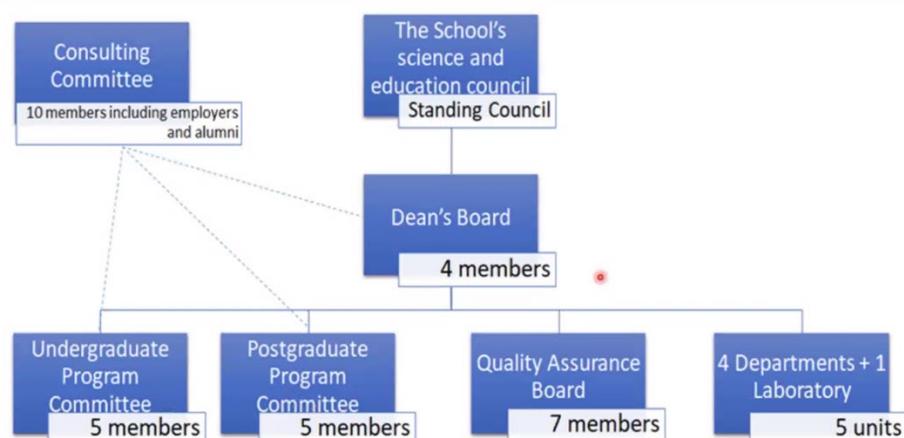 Consulting
Committee
10 members including employers
and alumni
The School's
science and
education council
Standing Council
Dean's Board
4 members
Undergraduate
Program
Committee
5 members
Postgraduate
Program
Committee
5 members
Quality Assurance
Board
7 members
4 Departments + 1
Laboratory
5 units